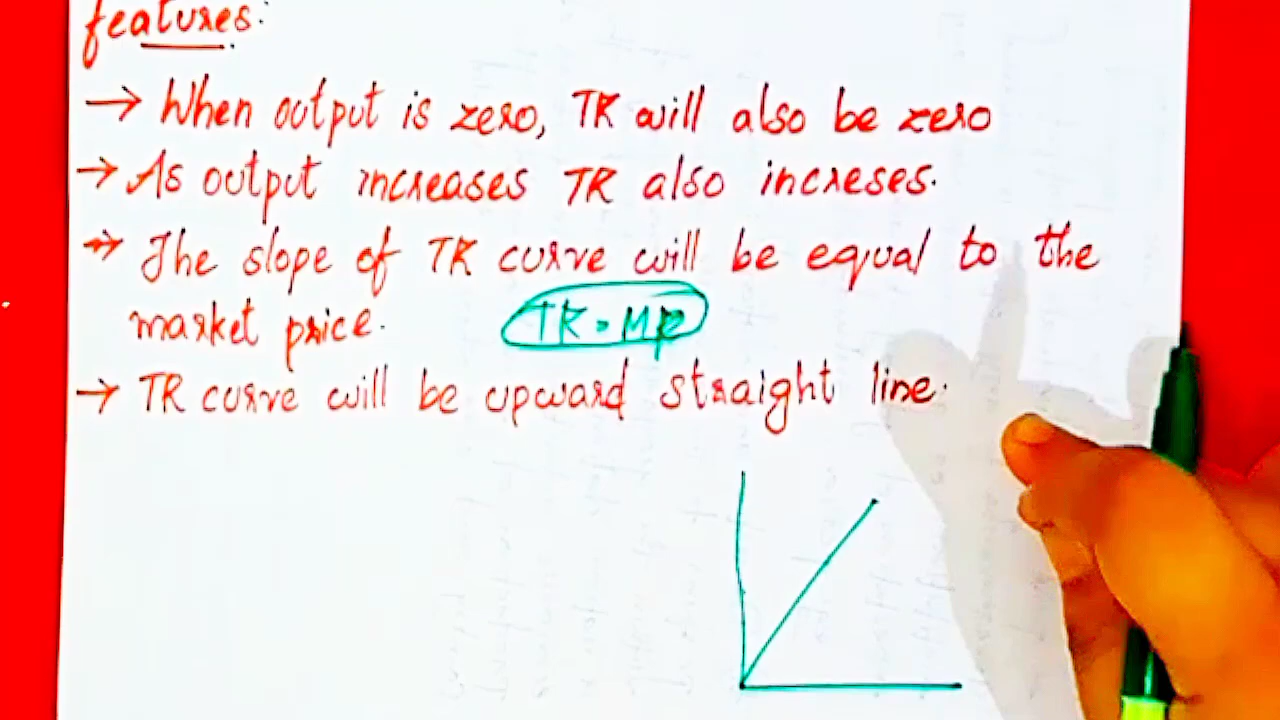 features:
→ When output is zero, TR will also be zero
→ As output increases TR also increses.
→ The slope of TR curve will be equal to the
market price. TR = MP
→ TR curve will be upward straight line.